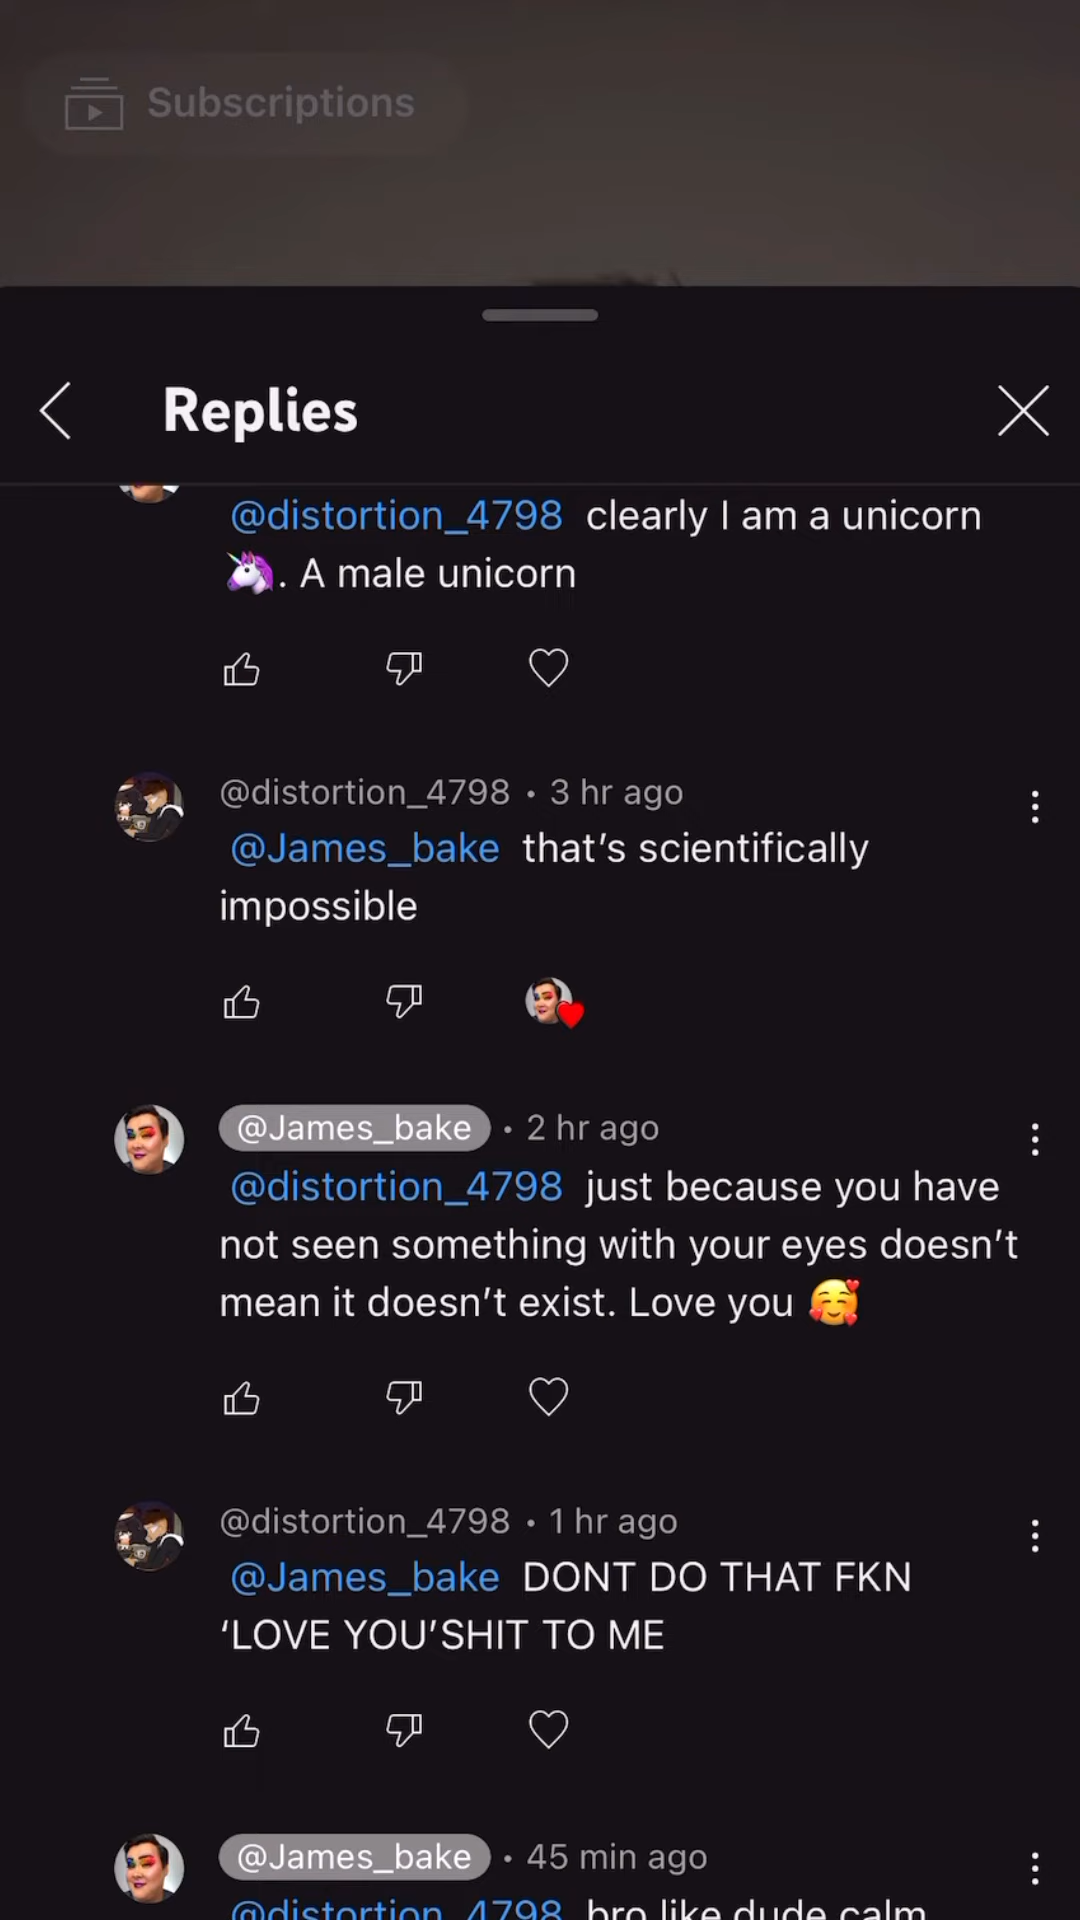 Subscriptions
Replies
@distortion_4798 clearly I am a unicorn
🦄. A male unicorn
@distortion_4798 • 3 hr ago
@James_bake that's scientifically
impossible
@James_bake • 2 hr ago
@distortion_4798 just because you have
not seen something with your eyes doesn't
mean it doesn't exist. Love you 🥰
@distortion_4798 • 1 hr ago
@James_bake DONT DO THAT FKN
‘LOVE YOU’SHIT TO ME
@James_bake • 45 min ago
@distortion_4798 bro like dude calm